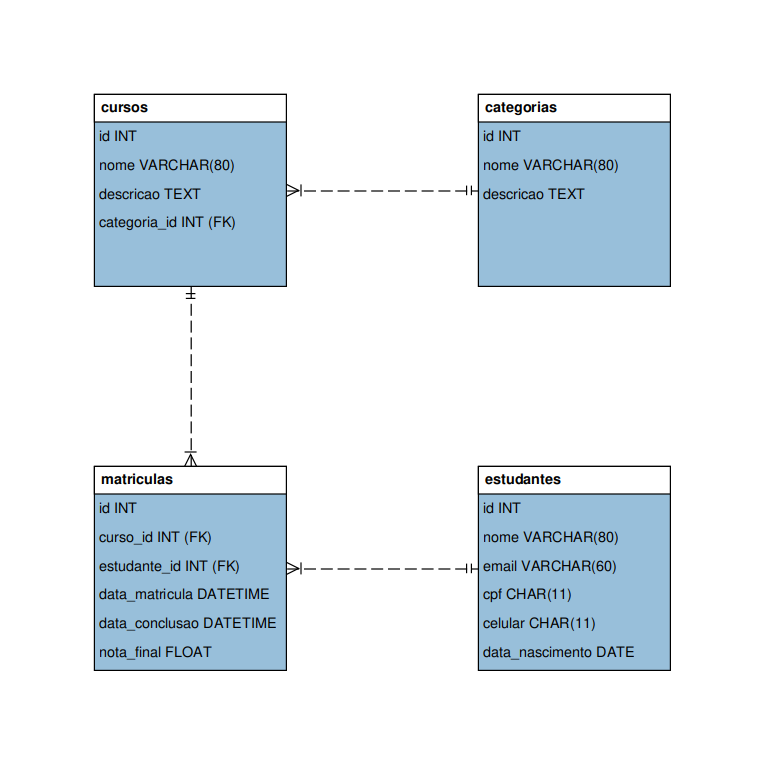 cursos
id INT
nome VARCHAR(80)
descricao TEXT
categoria_id INT (FK)
categorias
id INT
nome VARCHAR(80)
descricao TEXT
matriculas
id INT
curso_id INT (FK)
estudante_id INT (FK)
data_matricula DATETIME
data_conclusao DATETIME
nota_final FLOAT
estudantes
id INT
nome VARCHAR(80)
email VARCHAR(60)
cpf CHAR(11)
celular CHAR(11)
data_nascimento DATE